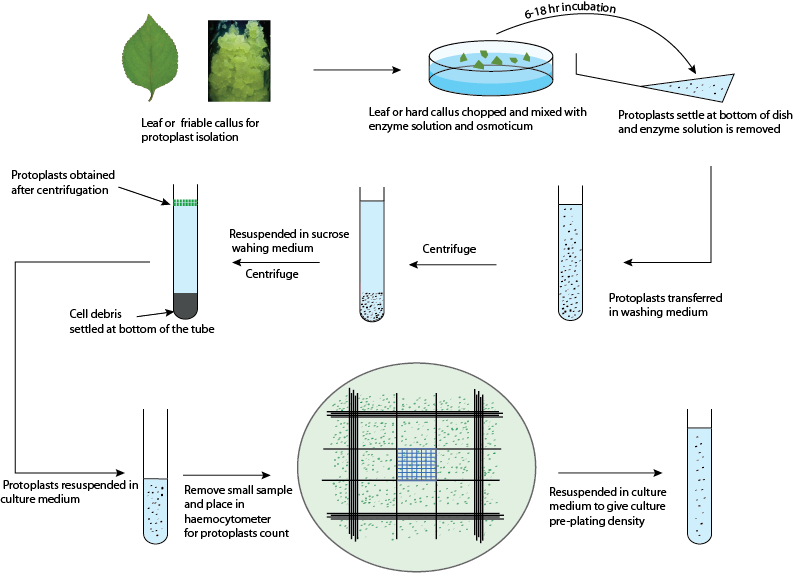 6-18 hr incubation
Leaf or friable callus for
protoplast isolation
Leaf or hard callus chopped and mixed with
enzyme solution and osmoticum
Protoplasts settle at bottom of dish
and enzyme solution is removed
Protoplasts obtained
after centrifugation
Resuspended in sucrose
wahing medium
Centrifuge
Centrifuge
Protoplasts transferred
in washing medium
Cell debris
settled at bottom of the tube
Protoplasts resuspended in
culture medium
Remove small sample
and place in
haemocytometer
for protoplasts count
Resuspended in culture
medium to give culture
pre-plating density